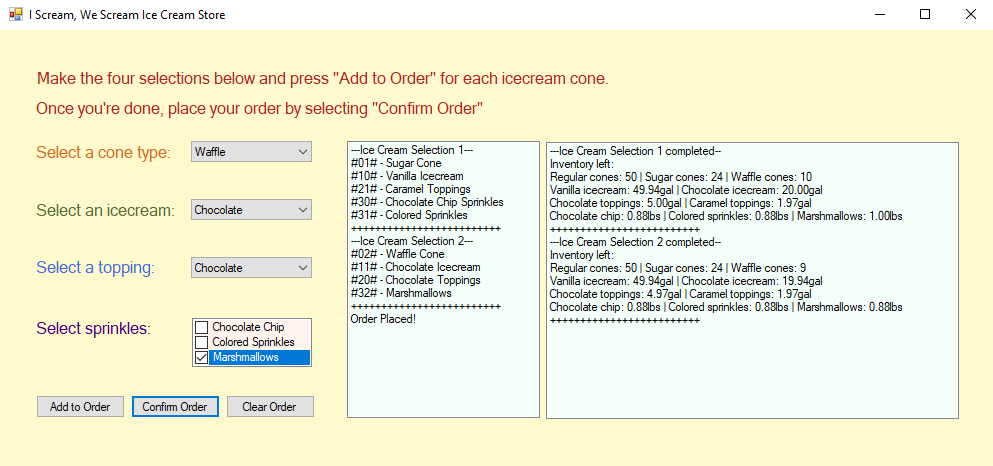 I Scream, We Scream Ice Cream Store
Make the four selections below and press "Add to Order" for each icecream cone.
Once you're done, place your order by selecting "Confirm Order"
Select a cone type:
Waffle
Select an icecream:
Chocolate
Select a topping:
Chocolate
Select sprinkles:
Chocolate Chip
Colored Sprinkles
Marshmallows
Add to Order
Confirm Order
Clear Order
---Ice Cream Selection 1---
#01# - Sugar Cone
#10# - Vanilla Icecream
#21# - Caramel Toppings
#30# - Chocolate Chip Sprinkles
#31# - Colored Sprinkles
+++++++++++++++++++++++++
---Ice Cream Selection 2---
#02# - Waffle Cone
#11# - Chocolate Icecream
#20# - Chocolate Toppings
#32# - Marshmallows
+++++++++++++++++++++++++
Order Placed!
---Ice Cream Selection 1 completed--
Inventory left:
Regular cones: 50 | Sugar cones: 24 | Waffle cones: 10
Vanilla icecream: 49.94gal | Chocolate icecream: 20.00gal
Chocolate toppings: 5.00gal | Caramel toppings: 1.97gal
Chocolate chip: 0.88lbs | Colored sprinkles: 0.88lbs | Marshmallows: 1.00lbs
+++++++++++++++++++++++++
---Ice Cream Selection 2 completed--
Inventory left:
Regular cones: 50 | Sugar cones: 24 | Waffle cones: 9
Vanilla icecream: 49.94gal | Chocolate icecream: 19.94gal
Chocolate toppings: 4.97gal | Caramel toppings: 1.97gal
Chocolate chip: 0.88lbs | Colored sprinkles: 0.88lbs | Marshmallows: 0.88lbs
+++++++++++++++++++++++++